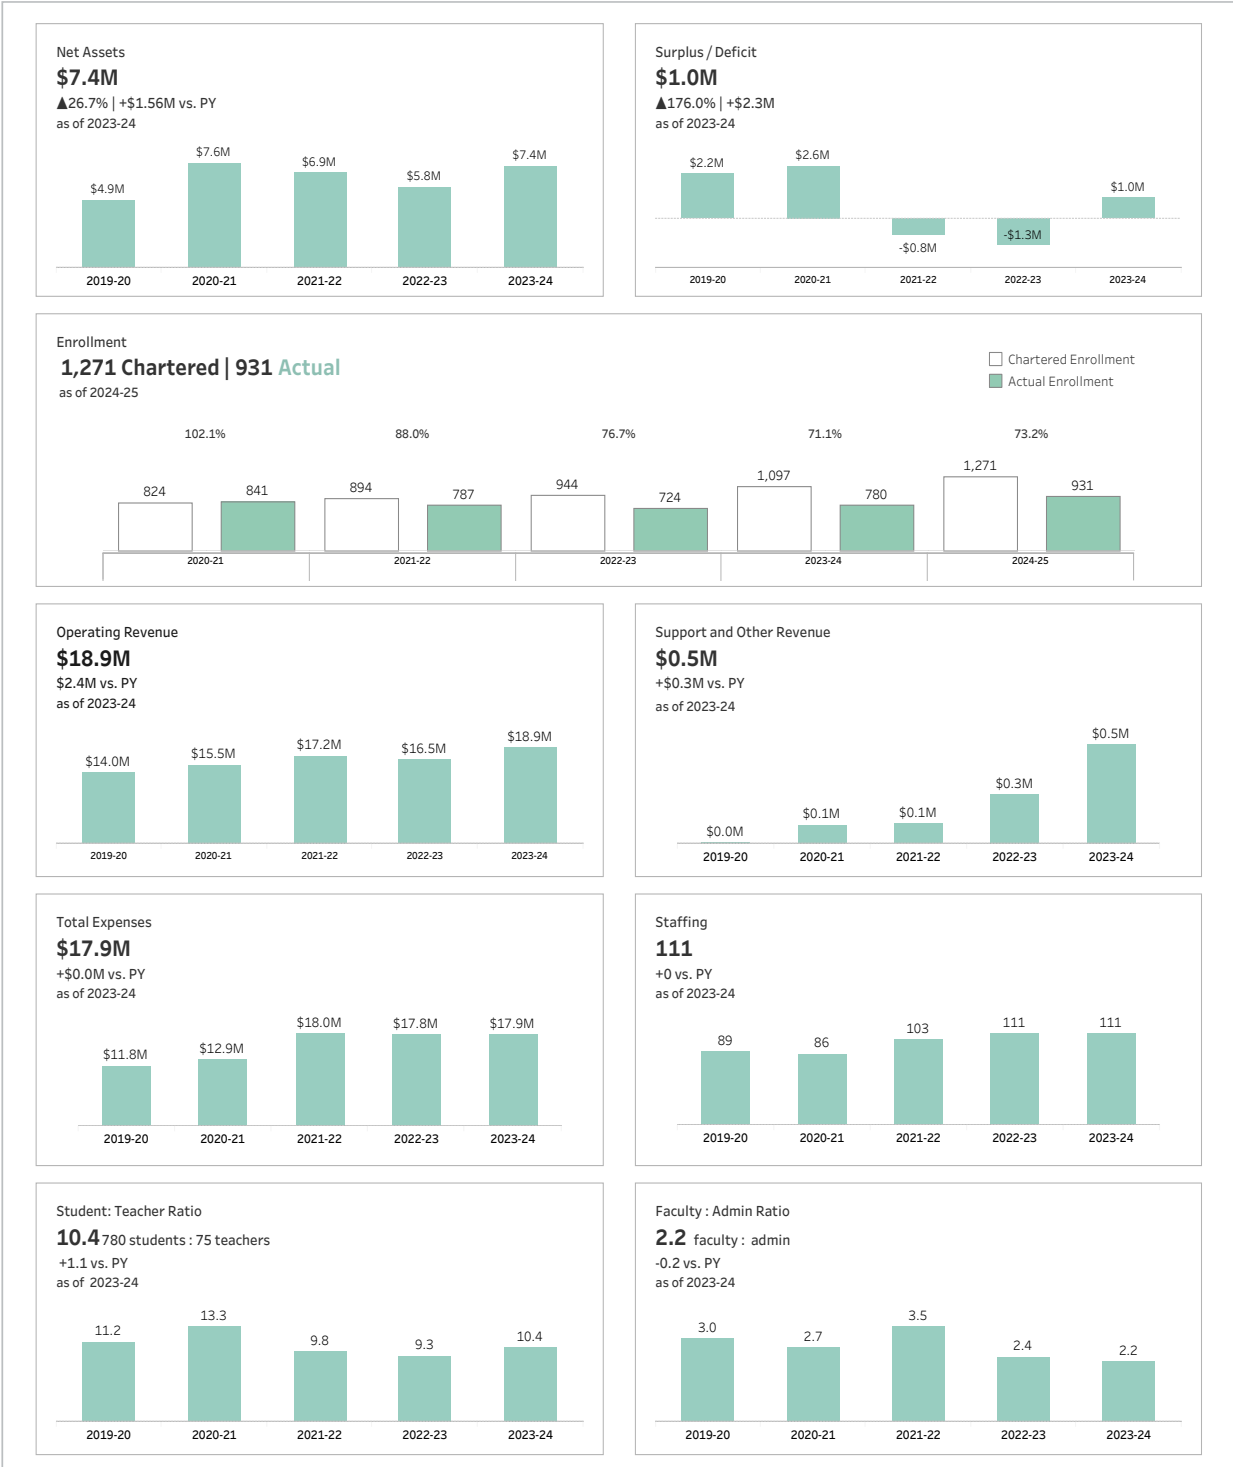 Net Assets
$7.4M
▲26.7% | +$1.56M vs. PY
as of 2023-24
$4.9M $7.6M $6.9M $5.8M $7.4M
2019-20 2020-21 2021-22 2022-23 2023-24
Surplus / Deficit
$1.0M
▲176.0% | +$2.3M
as of 2023-24
$2.2M $2.6M -$0.8M -$1.3M $1.0M
2019-20 2020-21 2021-22 2022-23 2023-24
Enrollment
1,271 Chartered | 931 Actual
as of 2024-25
Chartered Enrollment
Actual Enrollment
102.1% 88.0% 76.7% 71.1% 73.2%
824 841 894 787 944 724 1,097 780 1,271 931
2020-21 2021-22 2022-23 2023-24 2024-25
Operating Revenue
$18.9M
$2.4M vs. PY
as of 2023-24
$14.0M $15.5M $17.2M $16.5M $18.9M
2019-20 2020-21 2021-22 2022-23 2023-24
Support and Other Revenue
$0.5M
+$0.3M vs. PY
as of 2023-24
$0.0M $0.1M $0.1M $0.3M $0.5M
2019-20 2020-21 2021-22 2022-23 2023-24
Total Expenses
$17.9M
+$0.0M vs. PY
as of 2023-24
$11.8M $12.9M $18.0M $17.8M $17.9M
2019-20 2020-21 2021-22 2022-23 2023-24
Staffing
111
+0 vs. PY
as of 2023-24
89 86 103 111 111
2019-20 2020-21 2021-22 2022-23 2023-24
Student: Teacher Ratio
10.4 780 students : 75 teachers
+1.1 vs. PY
as of 2023-24
11.2 13.3 9.8 9.3 10.4
2019-20 2020-21 2021-22 2022-23 2023-24
Faculty : Admin Ratio
2.2 faculty : admin
-0.2 vs. PY
as of 2023-24
3.0 2.7 3.5 2.4 2.2
2019-20 2020-21 2021-22 2022-23 2023-24